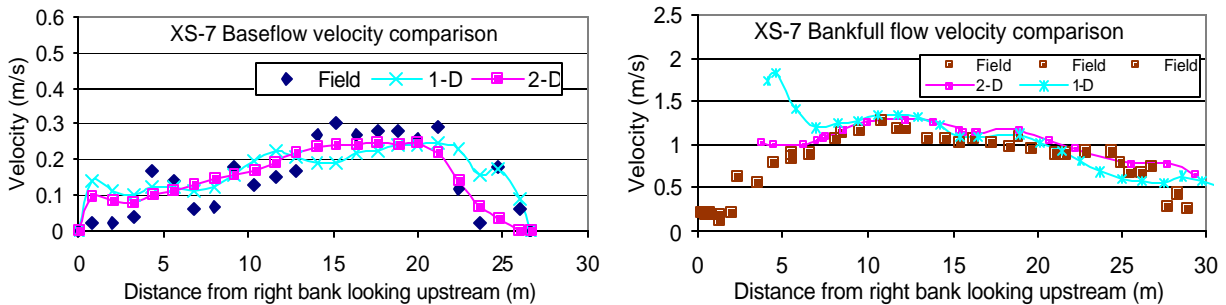 XS-7 Baseflow velocity comparison
Field 1-D 2-D
Velocity (m/s)
0.6
0.5
0.4
0.3
0.2
0.1
0
0 5 10 15 20 25 30
Distance from right bank looking upstream (m)
XS-7 Bankfull flow velocity comparison
Field Field Field
2-D 1-D
Velocity (m/s)
2.5
2
1.5
1
0.5
0
0 5 10 15 20 25 30
Distance from right bank looking upstream (m)